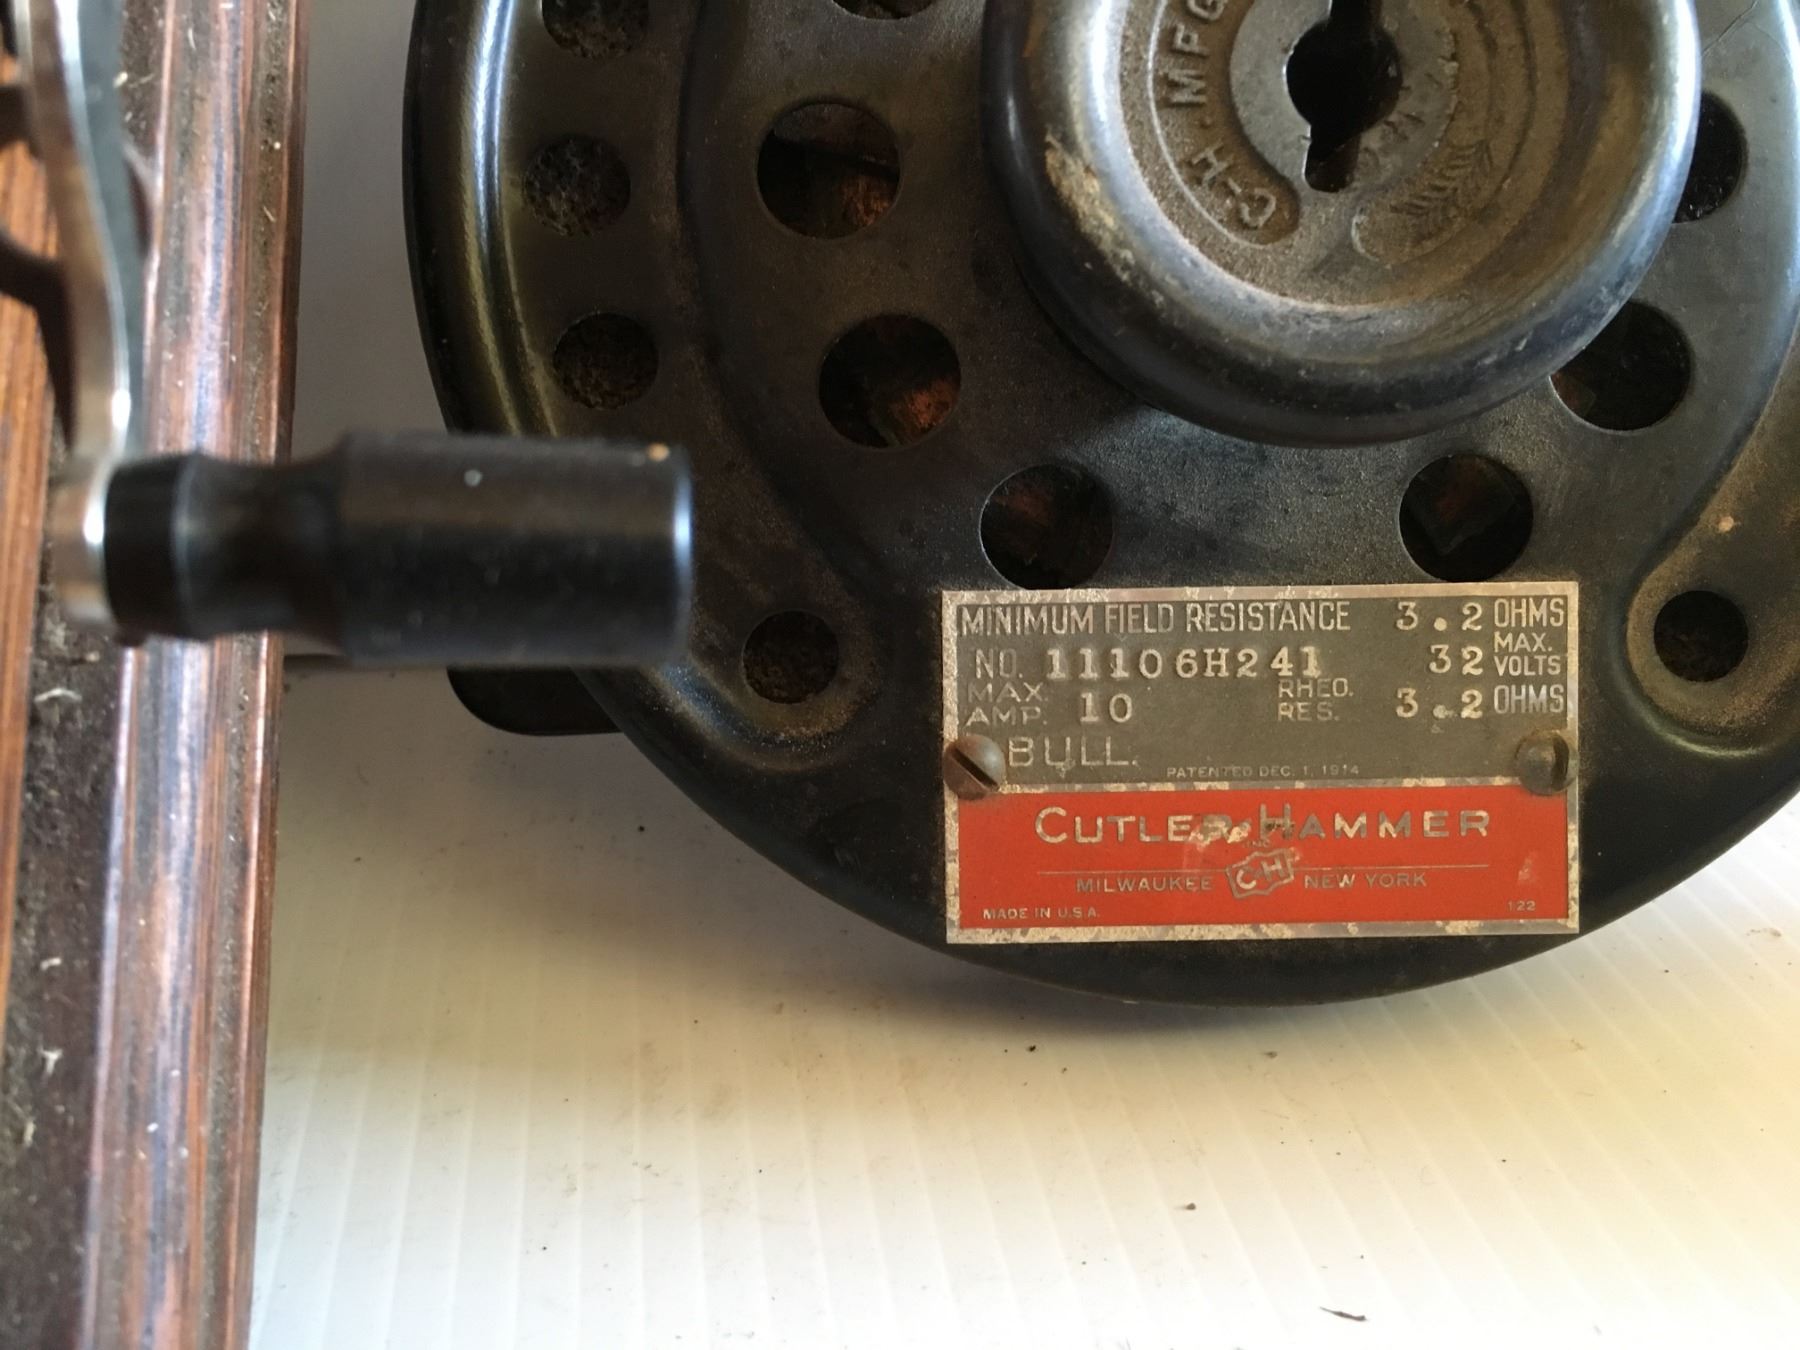 C-H. MFG
MINIMUM FIELD RESISTANCE 3.2 OHMS
NO. 11106H241 32 MAX. VOLTS
MAX. AMP. 10 RHEO. RES. 3.2 OHMS
BULL.
PATENTED DEC. 1, 1914
CUTLER-HAMMER
INC
MILWAUKEE C-H NEW YORK
MADE IN U.S.A. 122